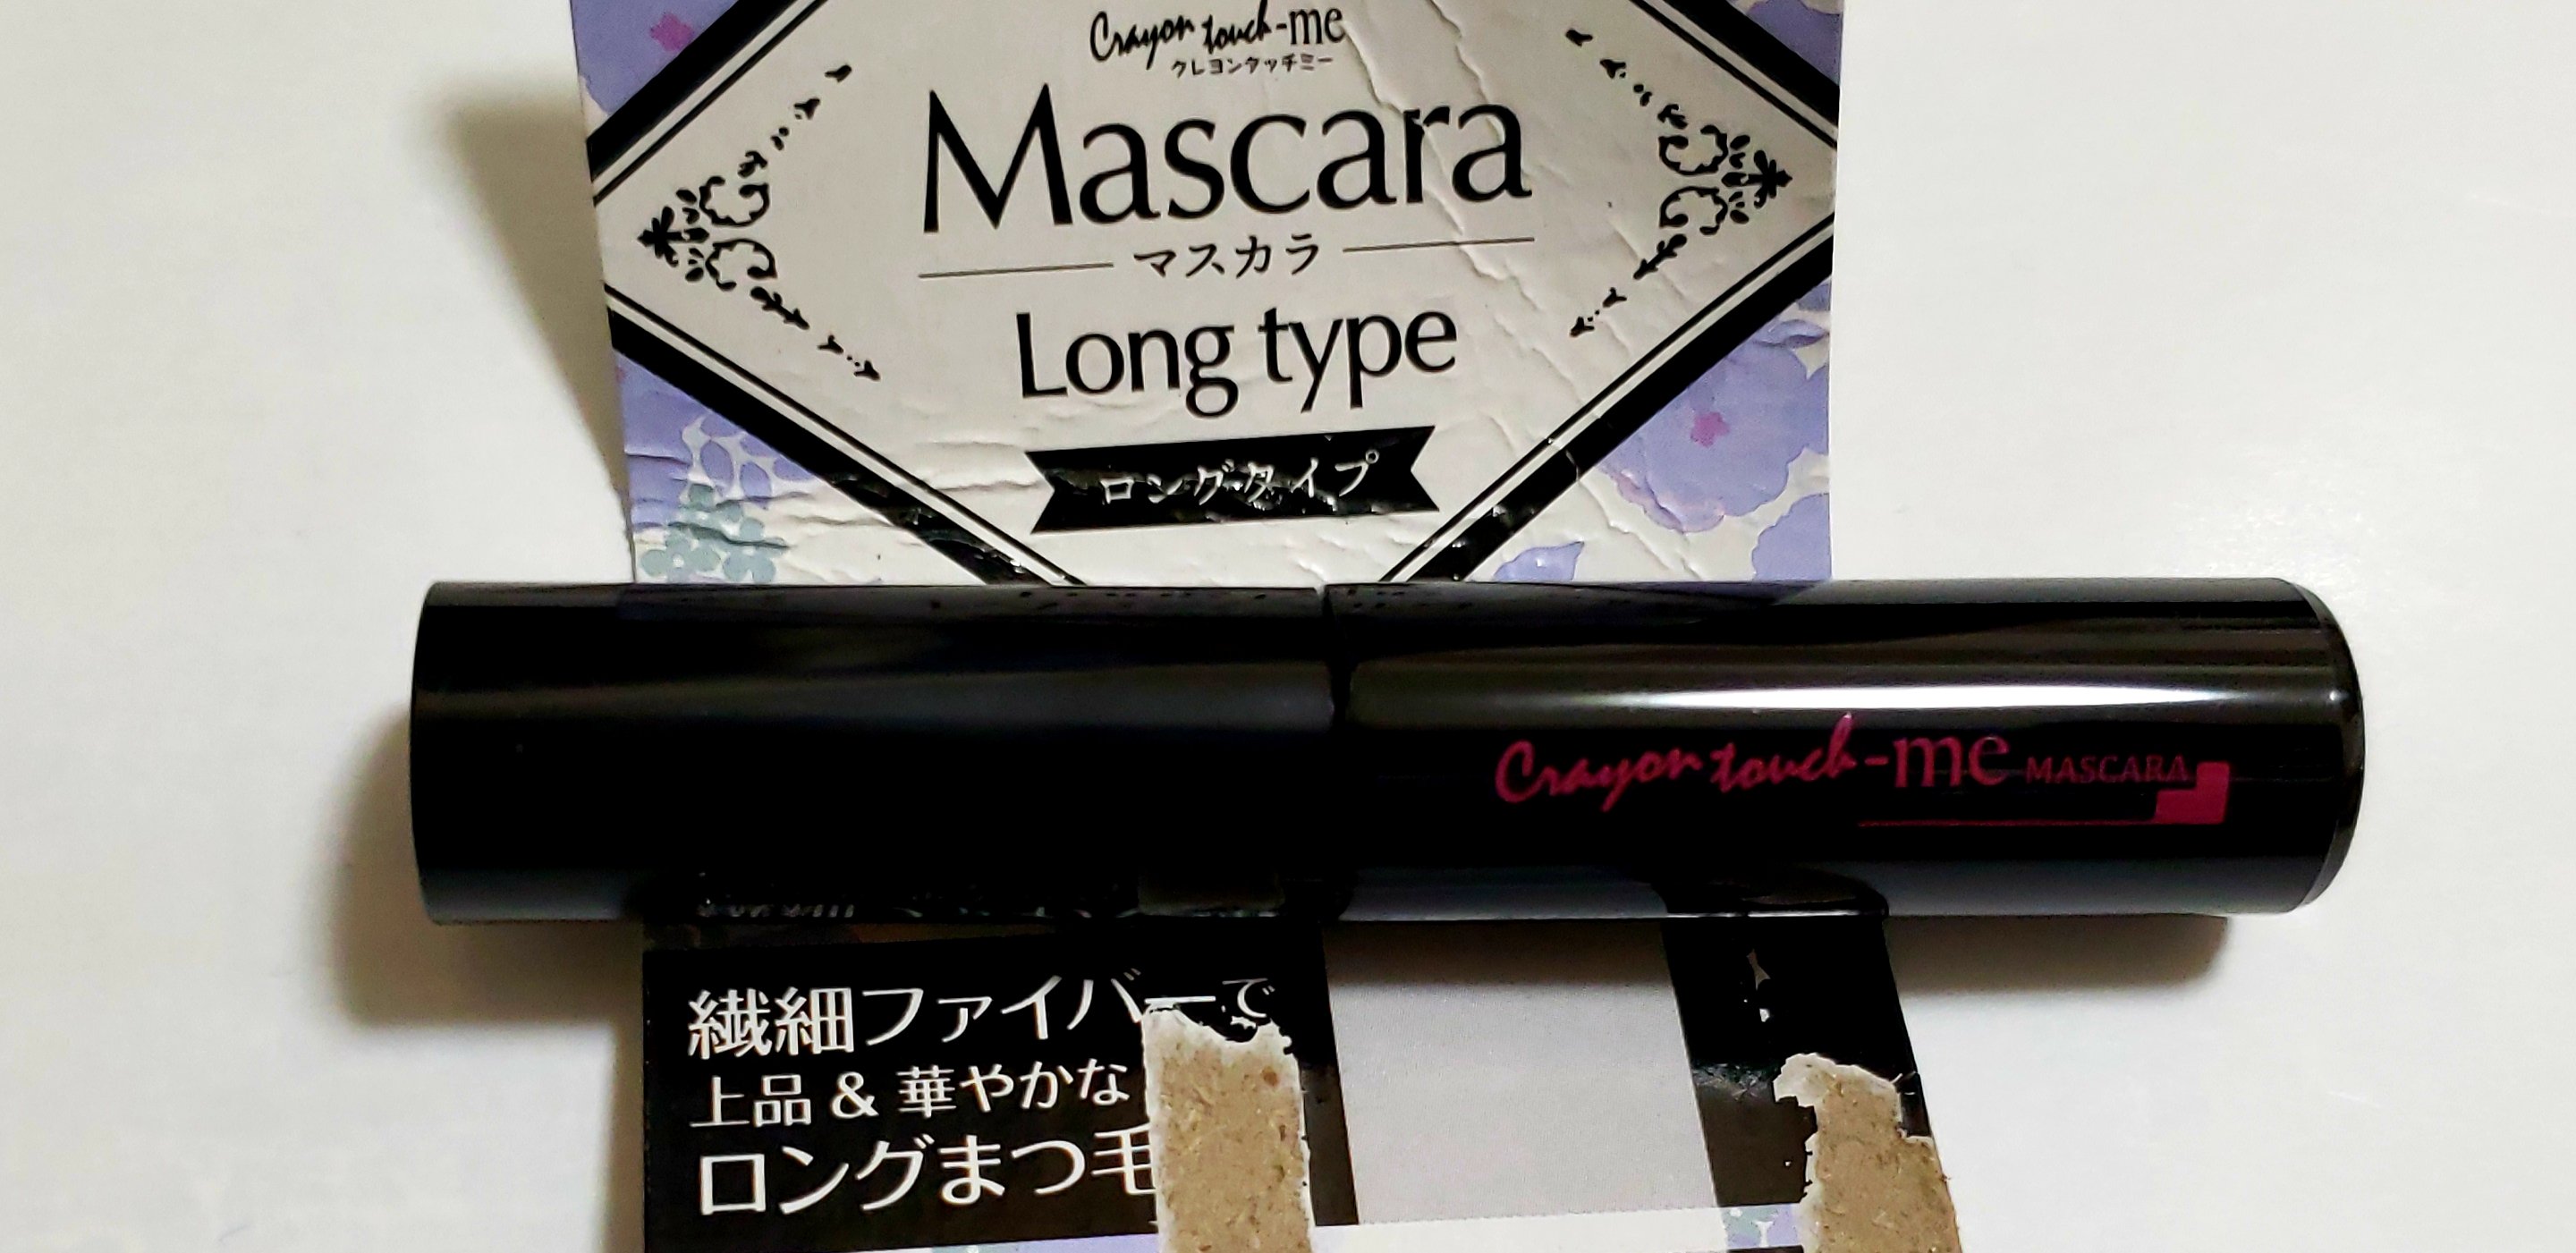 Crayon touch-me
クレヨンタッチミー
Mascara
マスカラ
Long type
ロングタイプ
Crayon touch-me MASCARA
繊細ファイバーで
上品 & 華やかな
ロングまつ毛